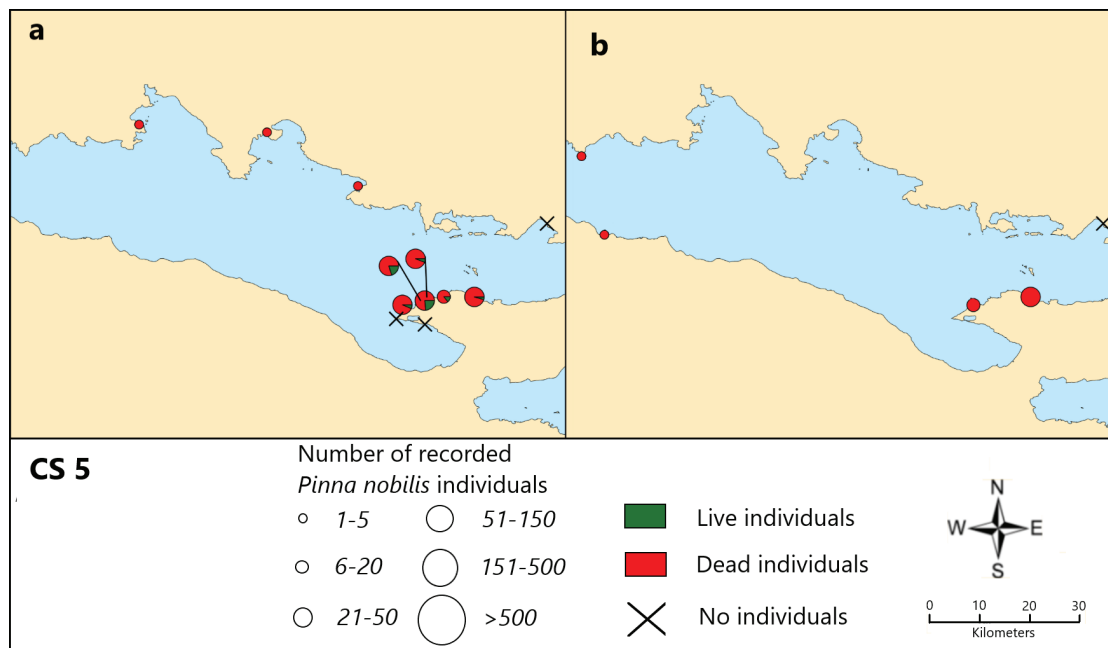 a
b
CS 5
Number of recorded
Pinna nobilis individuals
1-5
51-150
6-20
151-500
21-50
>500
Live individuals
Dead individuals
No individuals
N
W E
S
0 10 20 30
Kilometers